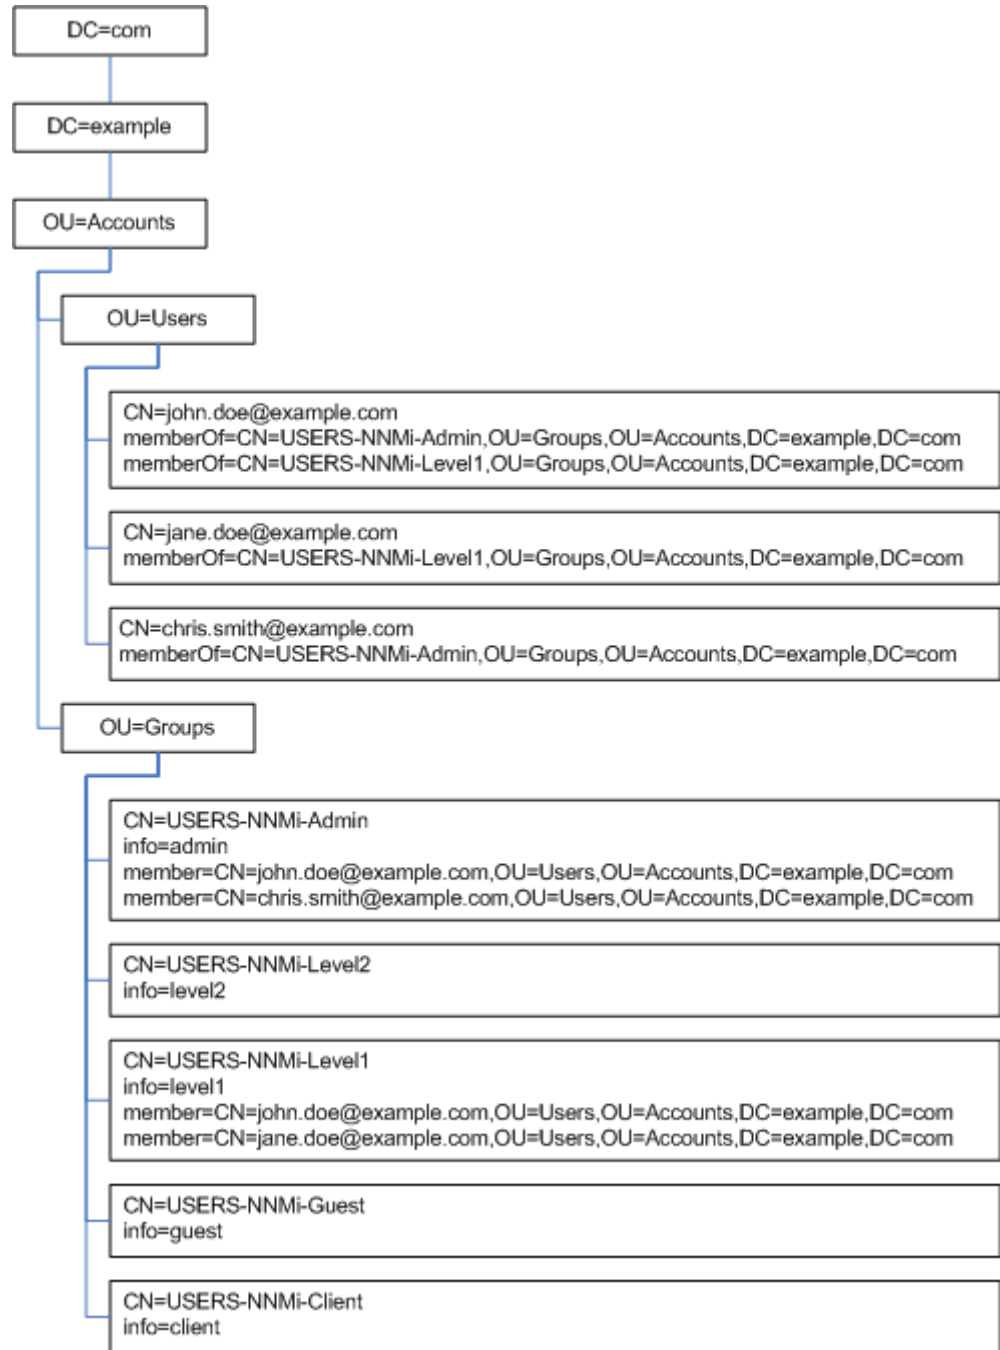 DC=com
DC=example
OU=Accounts
OU=Users
CN=john.doe@example.com
memberOf=CN=USERS-NNMi-Admin,OU=Groups,OU=Accounts,DC=example,DC=com
memberOf=CN=USERS-NNMi-Level1,OU=Groups,OU=Accounts,DC=example,DC=com
CN=jane.doe@example.com
memberOf=CN=USERS-NNMi-Level1,OU=Groups,OU=Accounts,DC=example,DC=com
CN=chris.smith@example.com
memberOf=CN=USERS-NNMi-Admin,OU=Groups,OU=Accounts,DC=example,DC=com
OU=Groups
CN=USERS-NNMi-Admin
info=admin
member=CN=john.doe@example.com,OU=Users,OU=Accounts,DC=example,DC=com
member=CN=chris.smith@example.com,OU=Users,OU=Accounts,DC=example,DC=com
CN=USERS-NNMi-Level2
info=level2
CN=USERS-NNMi-Level1
info=level1
member=CN=john.doe@example.com,OU=Users,OU=Accounts,DC=example,DC=com
member=CN=jane.doe@example.com,OU=Users,OU=Accounts,DC=example,DC=com
CN=USERS-NNMi-Guest
info=guest
CN=USERS-NNMi-Client
info=client